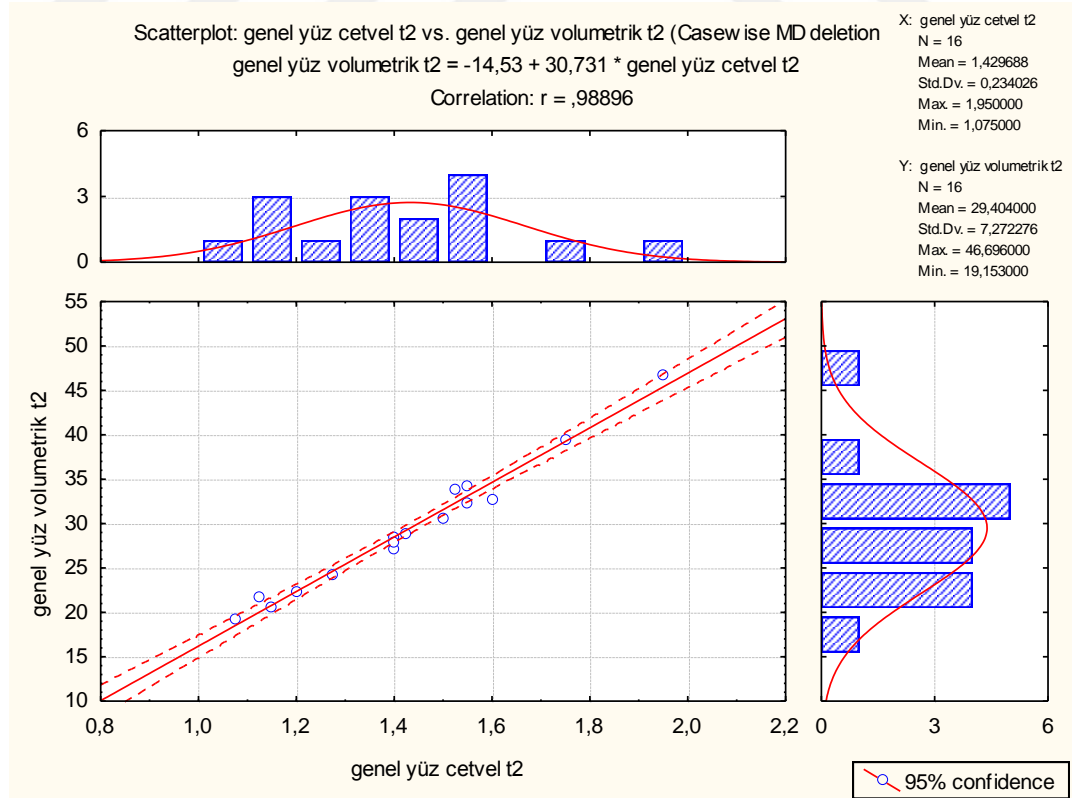 Scatterplot: genel yüz cetvel t2 vs. genel yüz volumetrik t2 (Casewise MD deletion
genel yüz volumetrik t2 = -14,53 + 30,731 * genel yüz cetvel t2
Correlation: r = ,98896
X: genel yüz cetvel t2
N = 16
Mean = 1,429688
Std.Dv. = 0,234026
Max. = 1,950000
Min. = 1,075000
Y: genel yüz volumetrik t2
N = 16
Mean = 29,404000
Std.Dv. = 7,272276
Max. = 46,696000
Min. = 19,153000
6
3
0
55
50
45
40
35
30
25
20
15
10
genel yüz volumetrik t2
0,8 1,0 1,2 1,4 1,6 1,8 2,0 2,2
genel yüz cetvel t2
0 3 6
95% confidence